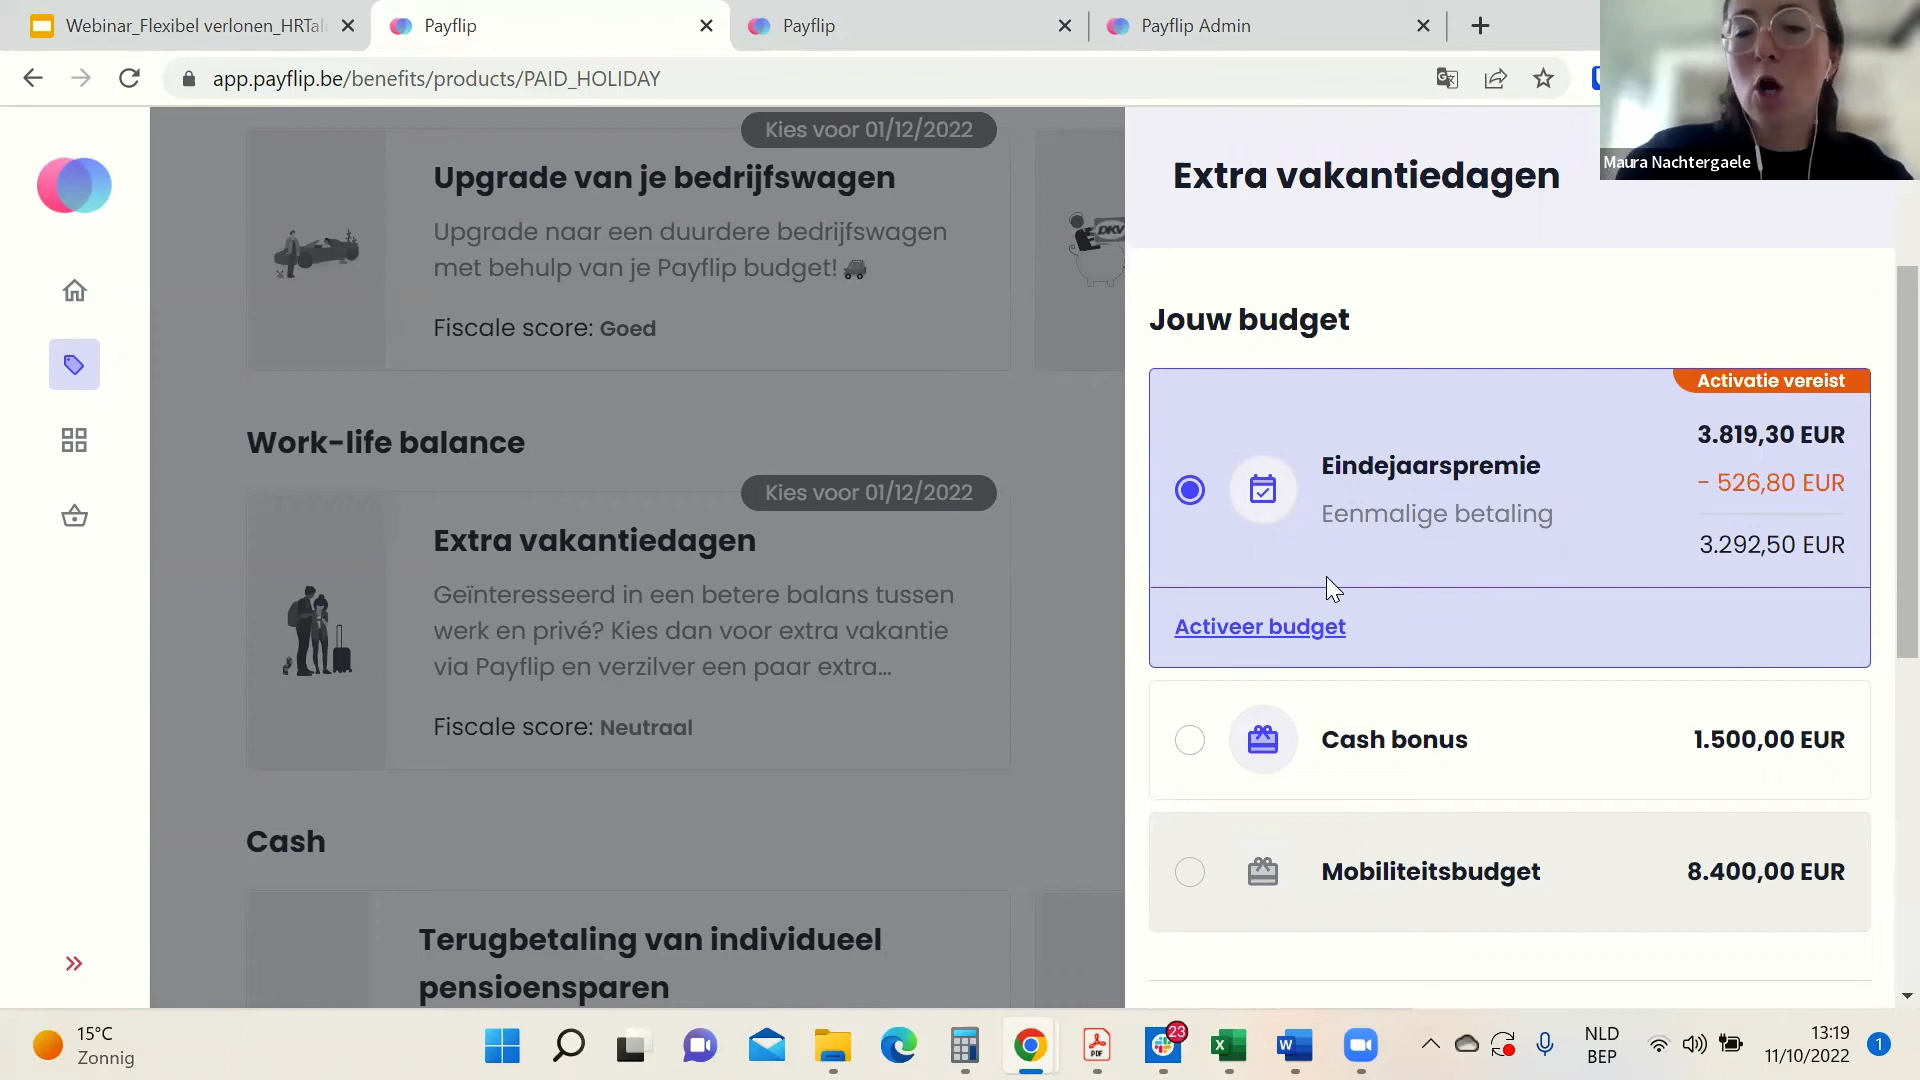 Webinar_Flexibel verlonen_HRTal
Payflip
Payflip
Payflip Admin
app.payflip.be/benefits/products/PAID_HOLIDAY
Maura Nachtergaele
Kies voor 01/12/2022
Upgrade van je bedrijfswagen
Upgrade naar een duurdere bedrijfswagen
met behulp van je Payflip budget!
Fiscale score: Goed
DKV
Work-life balance
Kies voor 01/12/2022
Extra vakantiedagen
Geïnteresseerd in een betere balans tussen
werk en privé? Kies dan voor extra vakantie
via Payflip en verzilver een paar extra...
Fiscale score: Neutraal
Cash
Terugbetaling van individueel
pensioensparen
Extra vakantiedagen
Jouw budget
Activatie vereist
3.819,30 EUR
Eindejaarspremie
- 526,80 EUR
Eenmalige betaling
3.292,50 EUR
Activeer budget
Cash bonus 1.500,00 EUR
Mobiliteitsbudget 8.400,00 EUR
15°C
Zonnig
PDF
23
NLD
BEP
13:19
11/10/2022
1